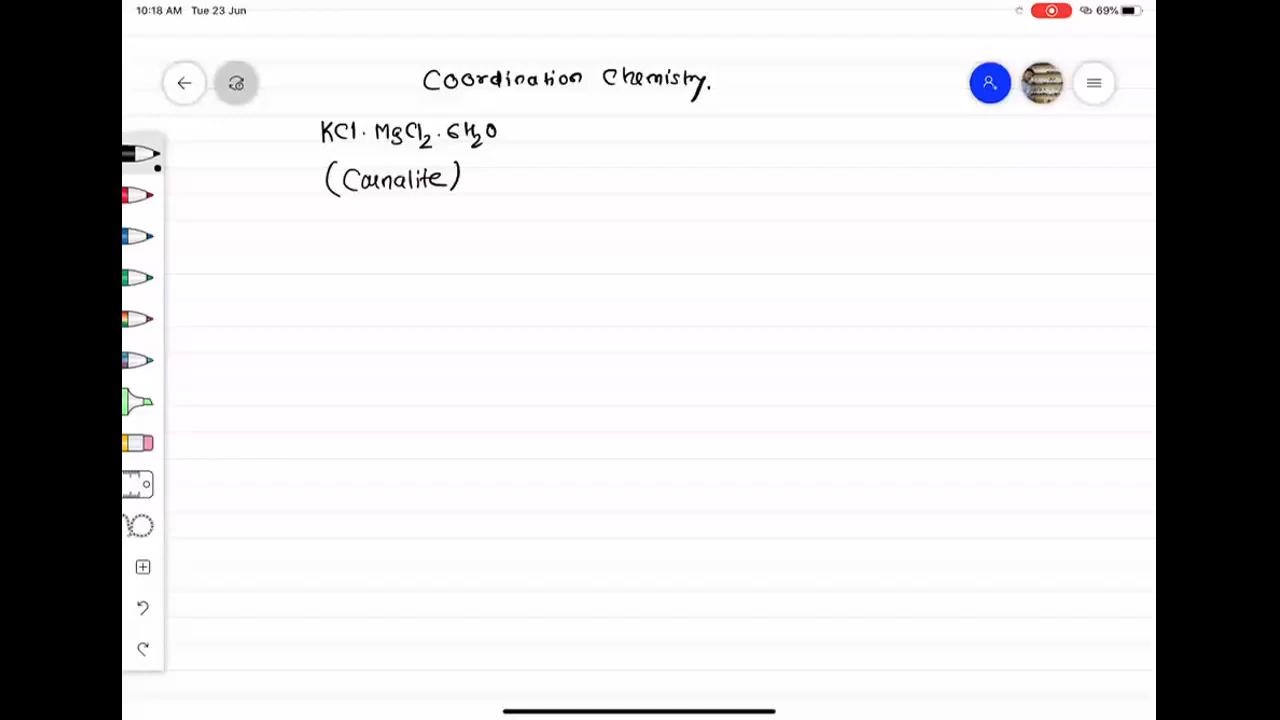 10:18 AM Tue 23 Jun
69%
Coordination Chemistry.
KCl. MgCl₂. 6H₂O
(Carnalite)